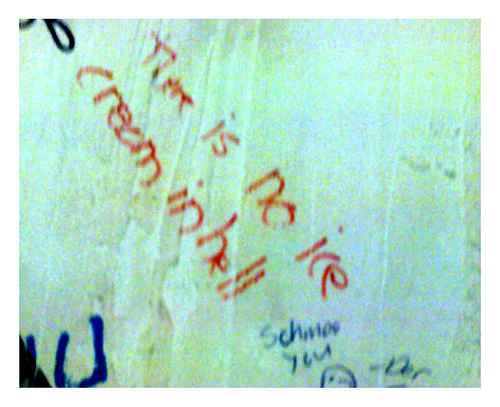 Ther is no ice
cream in hell
Schmoo
you